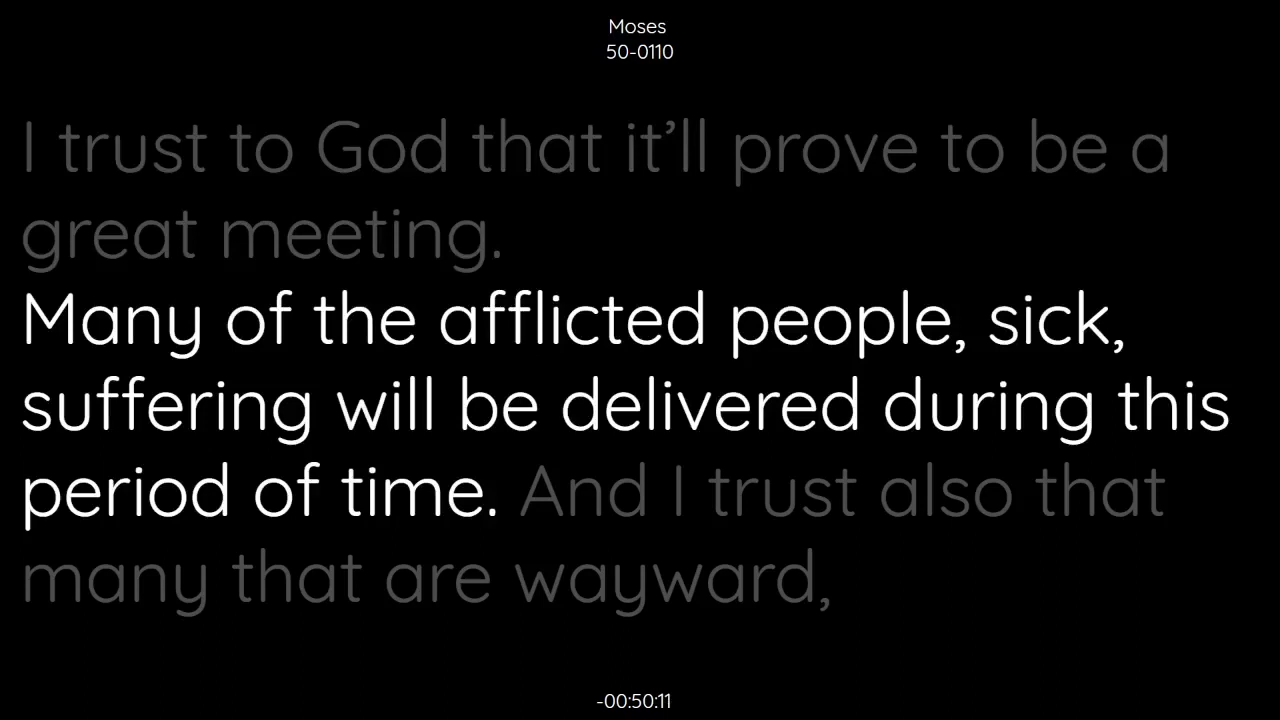 Moses
50-0110
I trust to God that it’ll prove to be a
great meeting.
Many of the afflicted people, sick,
suffering will be delivered during this
period of time. And I trust also that
many that are wayward,
-00:50:11